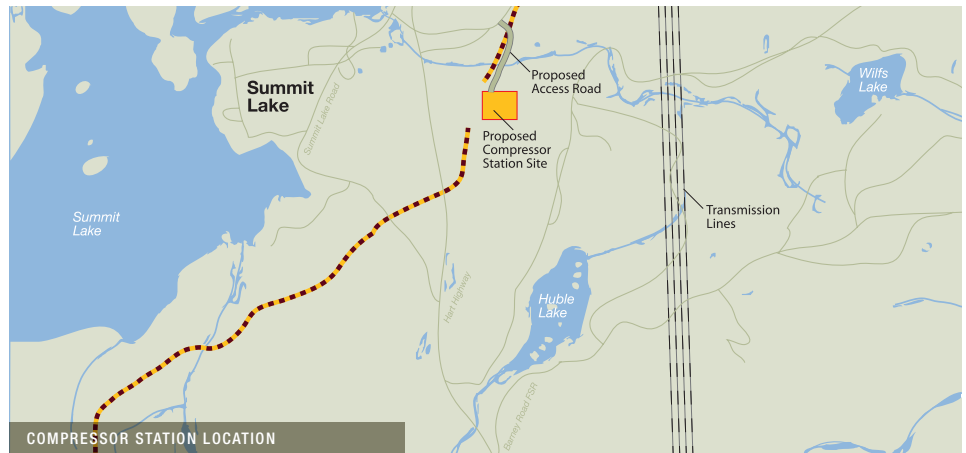 Summit
Lake
Summit Lake Road
Proposed
Access Road
Wilfs
Lake
Proposed
Compressor
Station Site
Summit
Lake
Transmission
Lines
Hart Highway
Huble
Lake
Barney Road FSR
COMPRESSOR STATION LOCATION